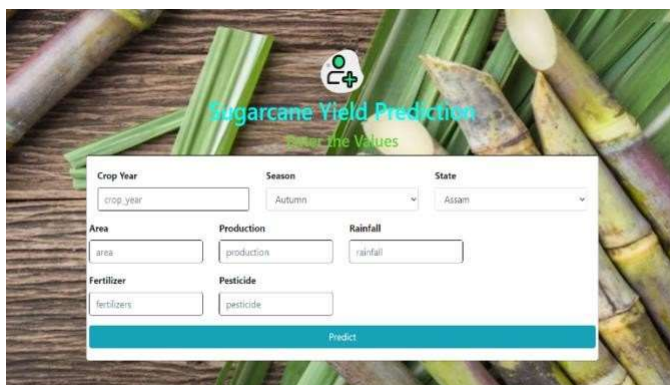 Sugarcane Yield Prediction
Enter the Values
Crop Year Season State
crop_year Autumn Assam
Area Production Rainfall
area production rainfall
Fertilizer Pesticide
fertilizers pesticide
Predict